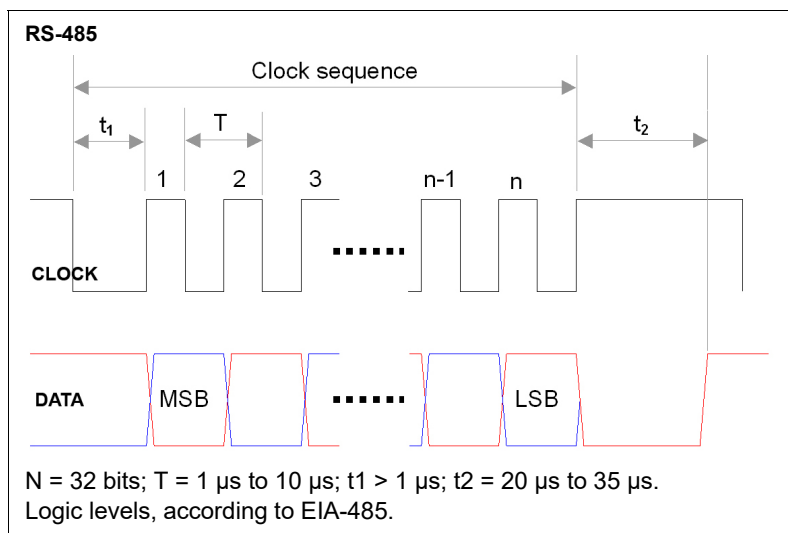 RS-485
Clock sequence
t1 T t2
1 2 3 n-1 n
CLOCK
DATA MSB LSB
N = 32 bits; T = 1 µs to 10 µs; t1 > 1 µs; t2 = 20 µs to 35 µs.
Logic levels, according to EIA-485.